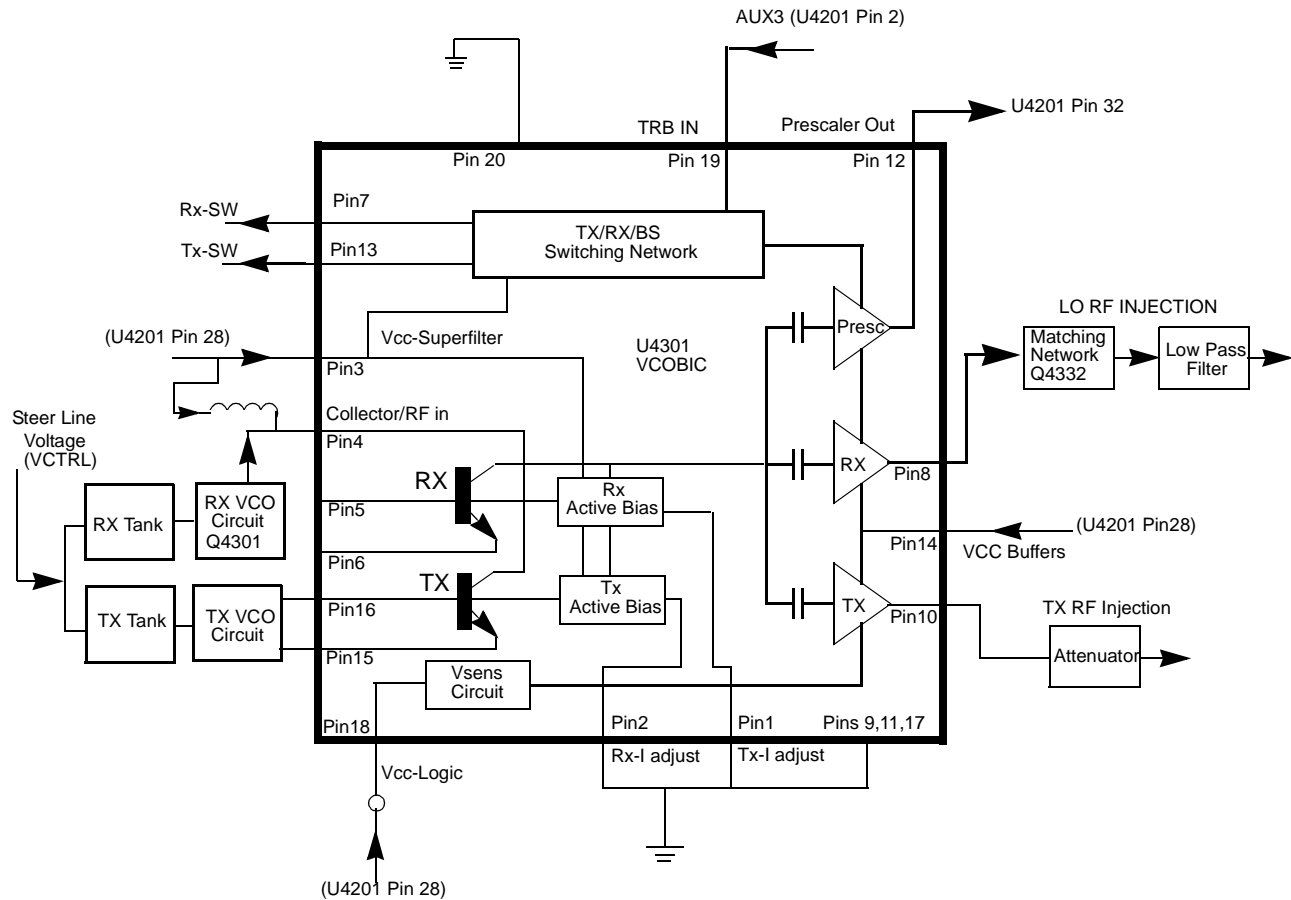 AUX3 (U4201 Pin 2)
U4201 Pin 32
TRB IN
Prescaler Out
Pin 20
Pin 19
Pin 12
Rx-SW
Pin7
TX/RX/BS
Switching Network
Tx-SW
Pin13
LO RF INJECTION
(U4201 Pin 28)
Vcc-Superfilter
U4301
VCOBIC
Presc
Matching
Network
Q4332
Low Pass
Filter
Pin3
Steer Line
Voltage
(VCTRL)
Collector/RF in
Pin4
RX
RX
Pin8
RX Tank
RX VCO
Circuit
Q4301
Pin5
Rx
Active Bias
(U4201 Pin28)
Pin14
VCC Buffers
Pin6
TX
Tx
Active Bias
TX
TX Tank
TX VCO
Circuit
Pin16
Pin10
TX RF Injection
Pin15
Attenuator
Vsens
Circuit
Pin18
Pin2
Pin1
Pins 9,11,17
Rx-I adjust
Tx-I adjust
Vcc-Logic
(U4201 Pin 28)